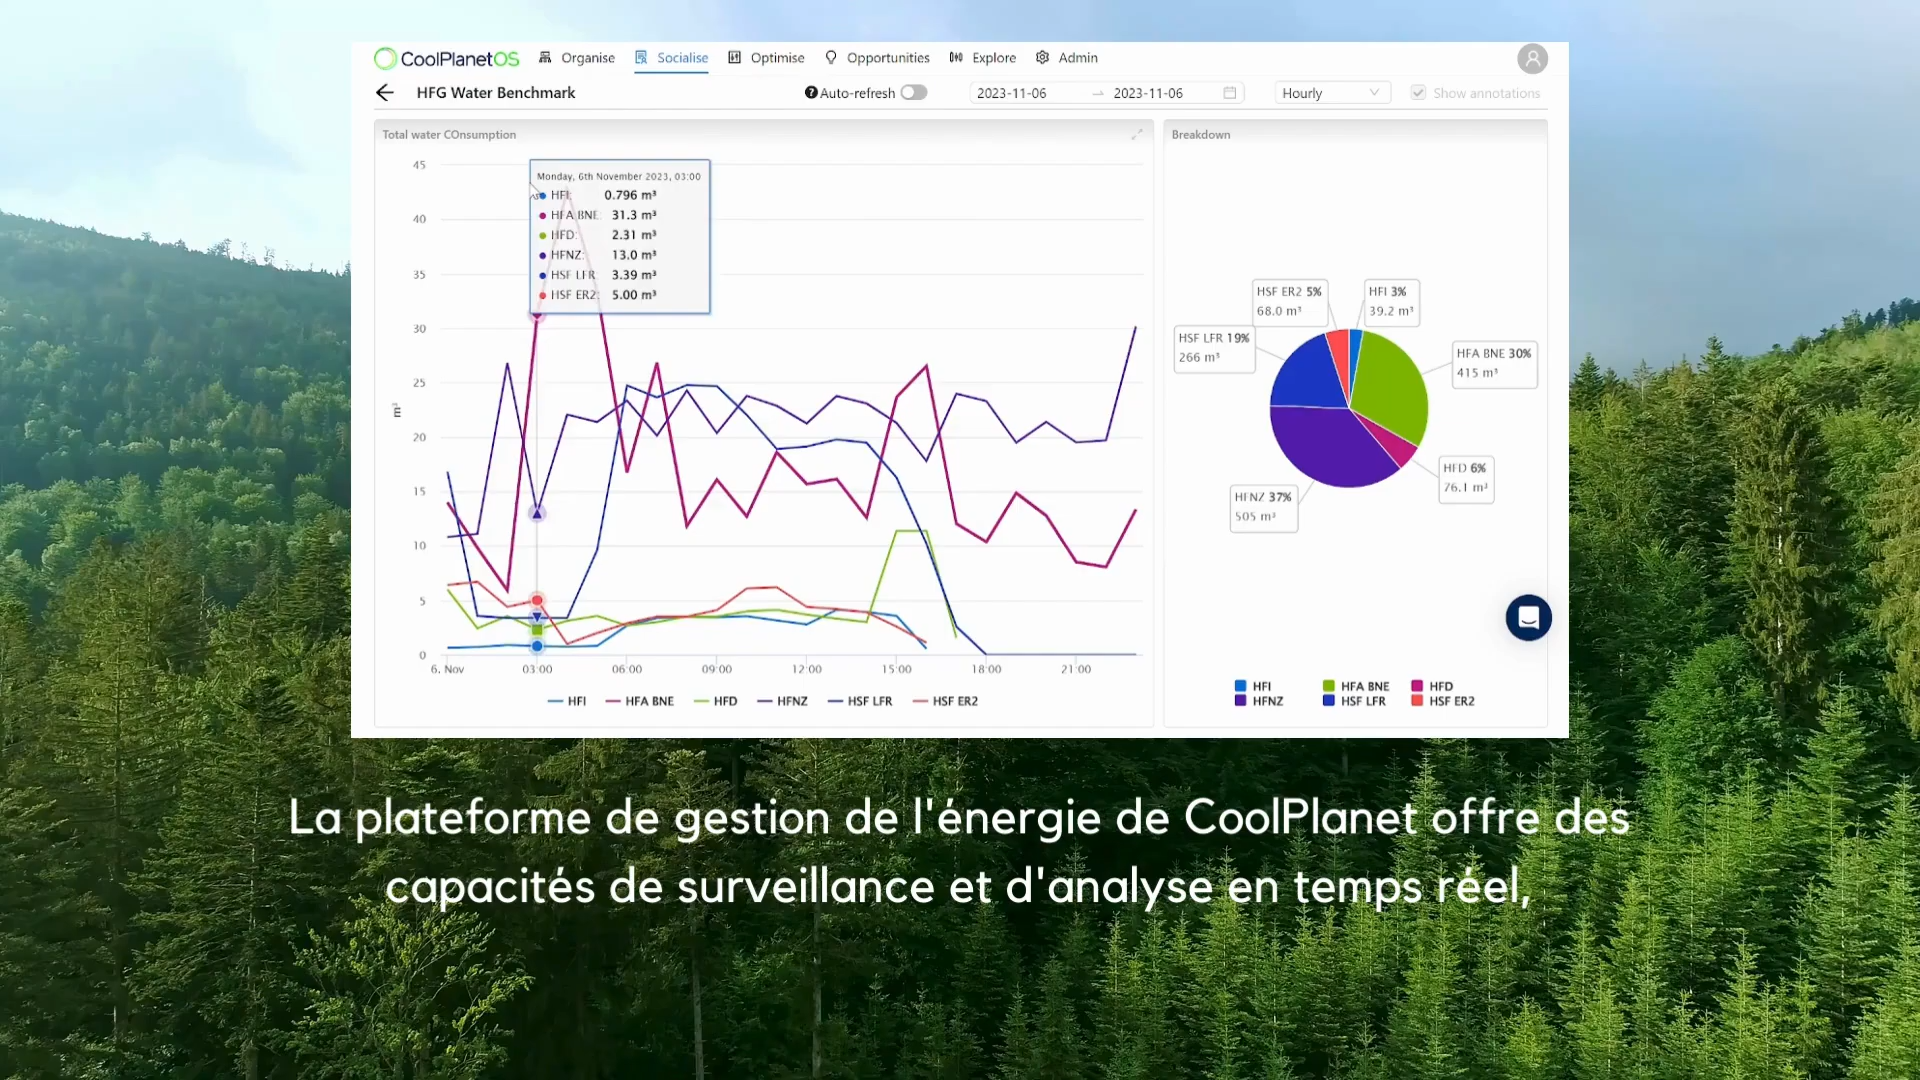 CoolPlanetOS Organise Socialise Optimise Opportunities Explore Admin
HFG Water Benchmark Auto-refresh 2023-11-06 2023-11-06 Hourly Show annotations
Total water COnsumption
45
40
35
30
25
20
15
10
5
0
m³
Monday, 6th November 2023, 03:00
HFI: 0.796 m³
HFA BNE: 31.3 m³
HFD: 2.31 m³
HFNZ: 13.0 m³
HSF LFR: 3.39 m³
HSF ER2: 5.00 m³
6. Nov 03:00 06:00 09:00 12:00 15:00 18:00 21:00
HFI HFA BNE HFD HFNZ HSF LFR HSF ER2
Breakdown
HSF ER2 5%
68.0 m³
HFI 3%
39.2 m³
HSF LFR 19%
266 m³
HFA BNE 30%
415 m³
HFD 6%
76.1 m³
HFNZ 37%
505 m³
HFI HFA BNE HFD
HFNZ HSF LFR HSF ER2
La plateforme de gestion de l'énergie de CoolPlanet offre des
capacités de surveillance et d'analyse en temps réel,